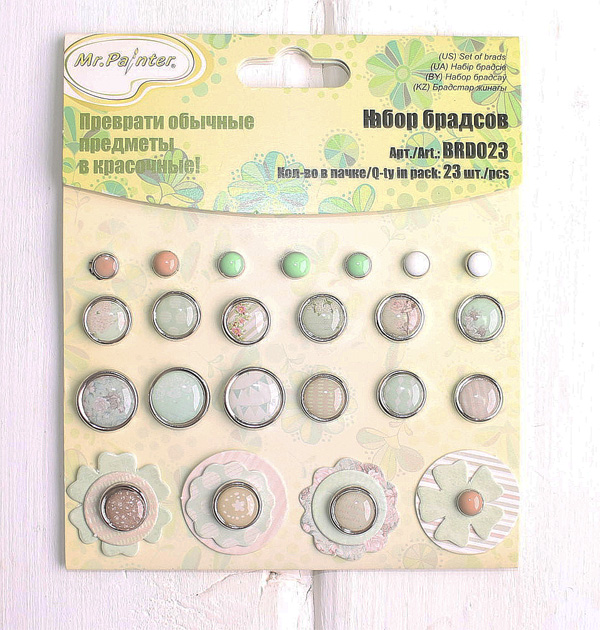 Mr.Painter®
(US) Set of brads
(UA) Набір брадсів
(BY) Набор брадсаў
(KZ) Брадстар жинағы
Преврати обычные
предметы
в красочные!
Набор брадсов
Арт./Art.: BRD023
Кол-во в пачке/Q-ty in pack: 23 шт./pcs